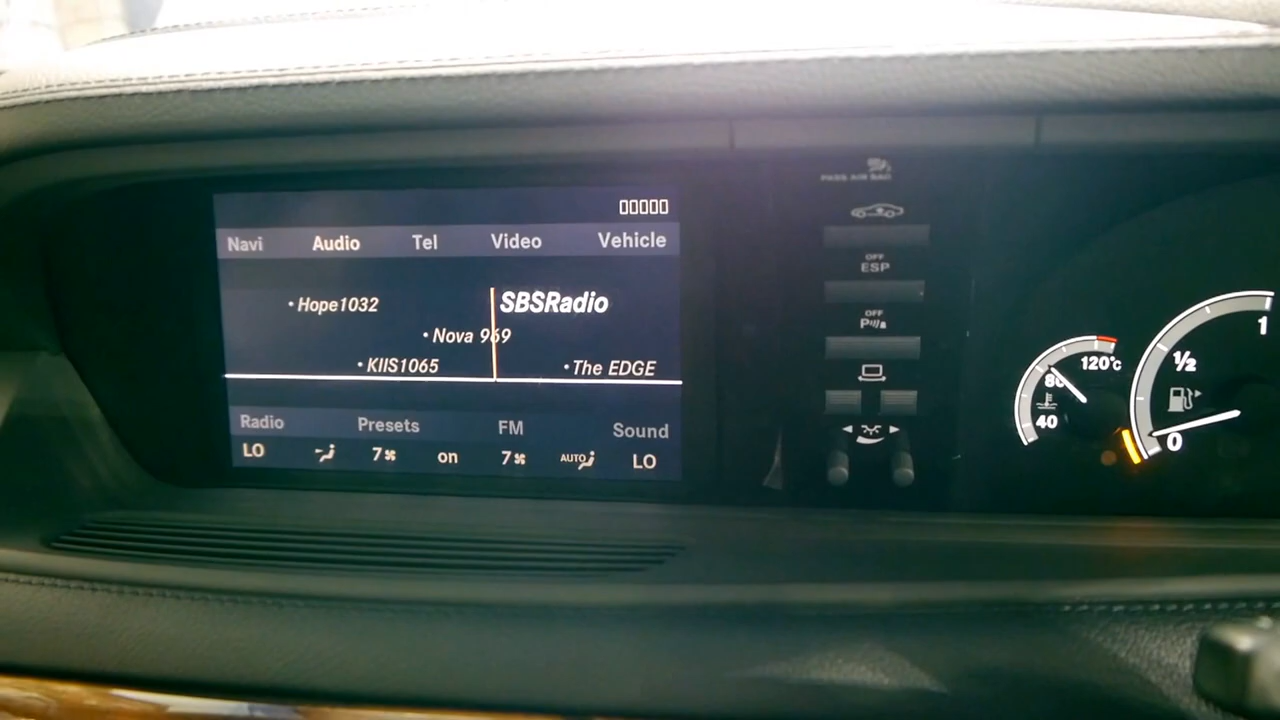 Navi Audio Tel Video Vehicle
• Hope1032 SBSRadio
• Nova 969
• KIIS1065 • The EDGE
Radio Presets FM Sound
LO 7 on 7 AUTO LO
PASS AIR BAG
OFF
ESP
OFF
P
120°C
80
40
1
½
0